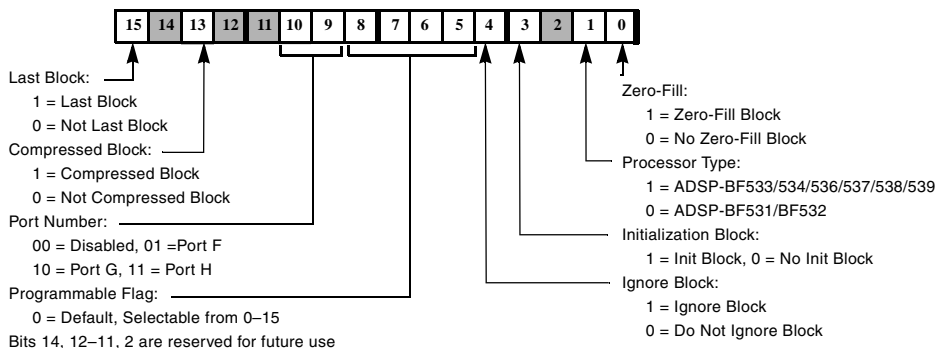 15 14 13 12 11 10 9 8 7 6 5 4 3 2 1 0
Last Block:
1 = Last Block
0 = Not Last Block
Compressed Block:
1 = Compressed Block
0 = Not Compressed Block
Port Number:
00 = Disabled, 01 =Port F
10 = Port G, 11 = Port H
Programmable Flag:
0 = Default, Selectable from 0–15
Bits 14, 12–11, 2 are reserved for future use
Zero-Fill:
1 = Zero-Fill Block
0 = No Zero-Fill Block
Processor Type:
1 = ADSP-BF533/534/536/537/538/539
0 = ADSP-BF531/BF532
Initialization Block:
1 = Init Block, 0 = No Init Block
Ignore Block:
1 = Ignore Block
0 = Do Not Ignore Block